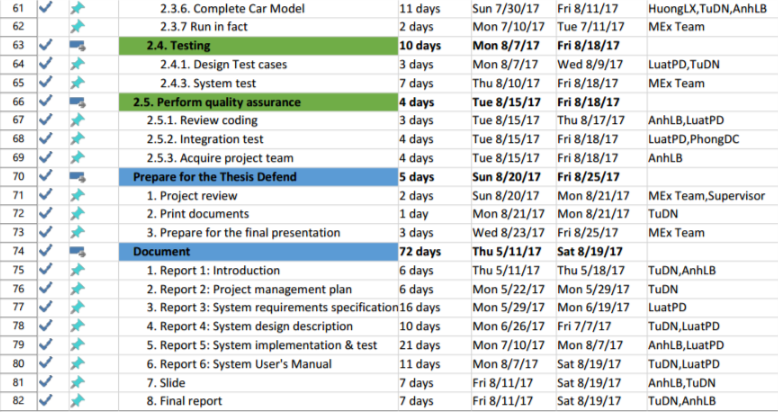 61 2.3.6. Complete Car Model 11 days Sun 7/30/17 Fri 8/11/17 HuongLX,TuDN,AnhLB
62 2.3.7 Run in fact 2 days Mon 7/10/17 Tue 7/11/17 MEx Team
63 2.4. Testing 10 days Mon 8/7/17 Fri 8/18/17
64 2.4.1. Design Test cases 3 days Mon 8/7/17 Wed 8/9/17 LuatPD,TuDN
65 2.4.3. System test 7 days Thu 8/10/17 Fri 8/18/17 MEx Team
66 2.5. Perform quality assurance 4 days Tue 8/15/17 Fri 8/18/17
67 2.5.1. Review coding 3 days Tue 8/15/17 Thu 8/17/17 AnhLB,LuatPD
68 2.5.2. Integration test 4 days Tue 8/15/17 Fri 8/18/17 LuatPD,PhongDC
69 2.5.3. Acquire project team 4 days Tue 8/15/17 Fri 8/18/17 AnhLB
70 Prepare for the Thesis Defend 5 days Sun 8/20/17 Fri 8/25/17
71 1. Project review 2 days Sun 8/20/17 Mon 8/21/17 MEx Team,Supervisor
72 2. Print documents 1 day Mon 8/21/17 Mon 8/21/17 TuDN
73 3. Prepare for the final presentation 3 days Wed 8/23/17 Fri 8/25/17 MEx Team
74 Document 72 days Thu 5/11/17 Sat 8/19/17
75 1. Report 1: Introduction 6 days Thu 5/11/17 Thu 5/18/17 TuDN,AnhLB
76 2. Report 2: Project management plan 6 days Mon 5/22/17 Mon 5/29/17 TuDN
77 3. Report 3: System requirements specification 16 days Mon 5/29/17 Mon 6/19/17 LuatPD
78 4. Report 4: System design description 10 days Mon 6/26/17 Fri 7/7/17 TuDN,LuatPD
79 5. Report 5: System implementation & test 21 days Mon 7/10/17 Mon 8/7/17 AnhLB,LuatPD
80 6. Report 6: System User's Manual 11 days Mon 8/7/17 Sat 8/19/17 TuDN,LuatPD
81 7. Slide 7 days Fri 8/11/17 Sat 8/19/17 AnhLB,TuDN
82 8. Final report 7 days Fri 8/11/17 Sat 8/19/17 TuDN,AnhLB